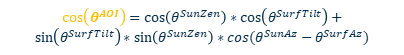 cos(θ^AOI) = cos(θ^SunZen) * cos(θ^SurfTilt) +
sin(θ^SurfTilt) * sin(θ^SunZen) * cos(θ^SunAz − θ^SurfAz)